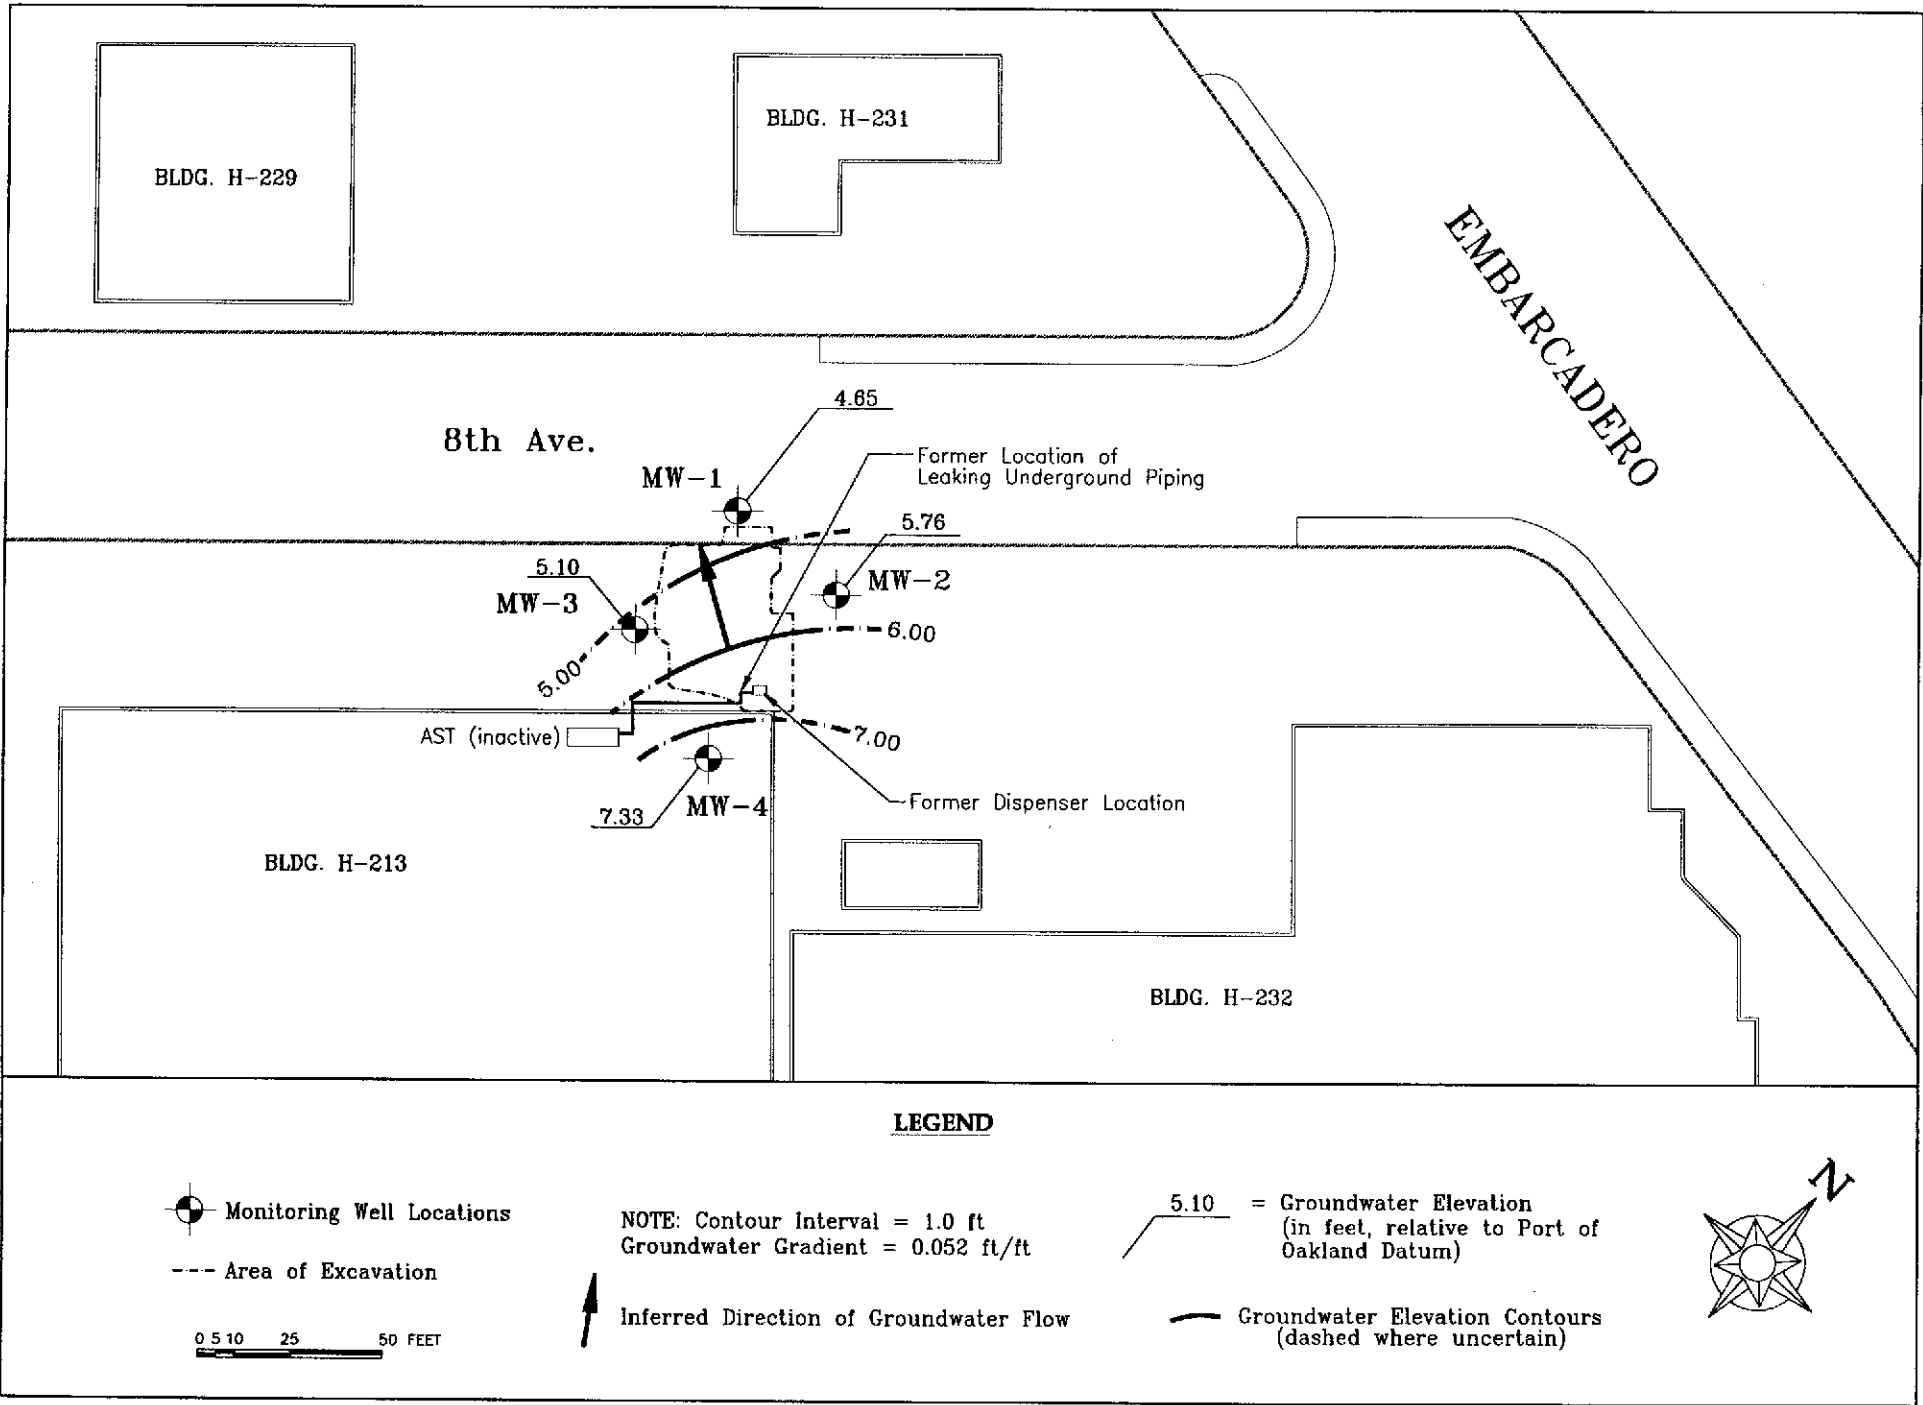 BLDG. H-229
BLDG. H-231
EMBARCADERO
8th Ave.
4.65
MW-1
Former Location of
Leaking Underground Piping
5.76
5.10
MW-2
MW-3
6.00
5.00
AST (inactive)
7.00
MW-4
Former Dispenser Location
7.33
BLDG. H-213
BLDG. H-232
LEGEND
Monitoring Well Locations
--- Area of Excavation
0 5 10 25 50 FEET
NOTE: Contour Interval = 1.0 ft
Groundwater Gradient = 0.052 ft/ft
Inferred Direction of Groundwater Flow
5.10 = Groundwater Elevation
(in feet, relative to Port of
Oakland Datum)
Groundwater Elevation Contours
(dashed where uncertain)
N